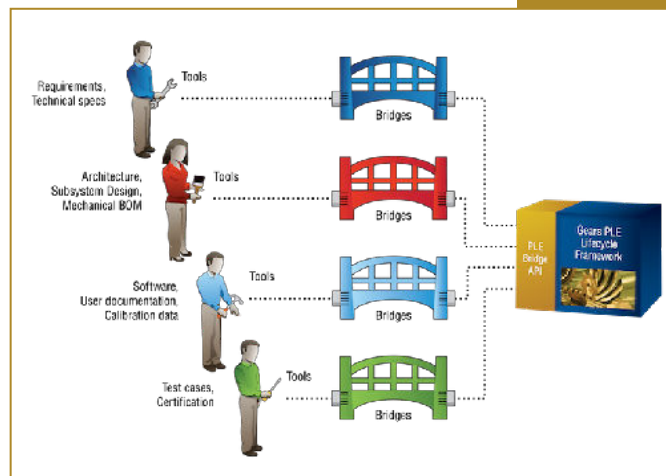 Requirements,
Technical specs
Tools
Bridges
Architecture,
Subsystem Design,
Mechanical BOM
Tools
Bridges
Software,
User documentation,
Calibration data
Tools
Bridges
Test cases,
Certification
Tools
Bridges
PLE
Bridge
API
Gears PLE
Lifecycle
Framework